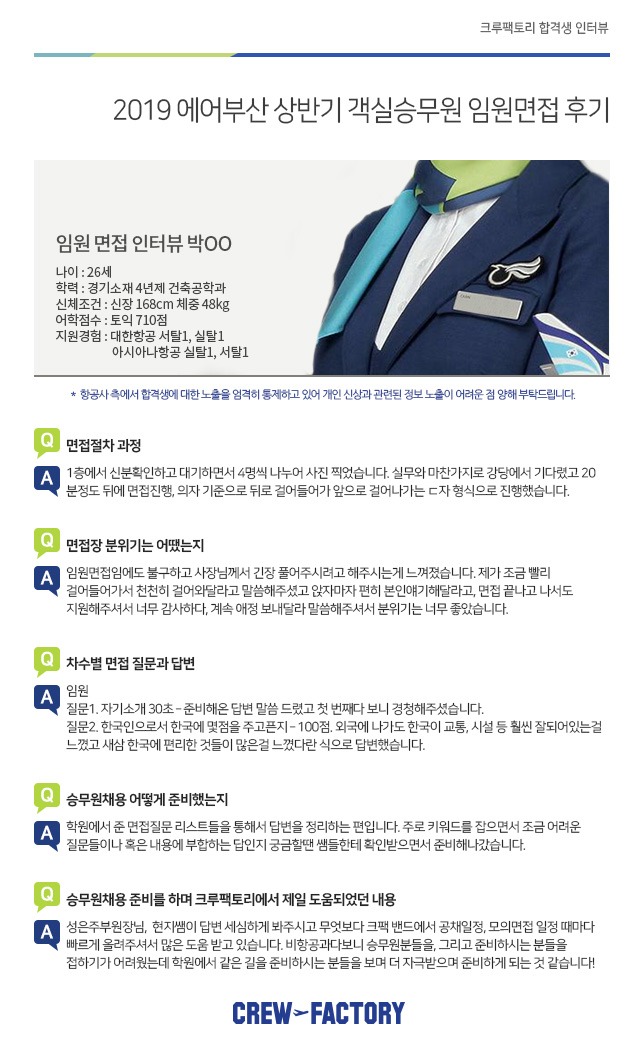 크루팩토리 합격생 인터뷰
2019 에어부산 상반기 객실승무원 임원면접 후기
임원 면접 인터뷰 박OO
나이 : 26세
학력 : 경기소재 4년제 건축공학과
신체조건 : 신장 168cm 체중 48kg
어학점수 : 토익 710점
지원경험 : 대한항공 서탈1, 실탈1
아시아나항공 실탈1, 서탈1
* 항공사 측에서 합격생에 대한 노출을 엄격히 통제하고 있어 개인 신상과 관련된 정보 노출이 어려운 점 양해 부탁드립니다.
Q 면접절차 과정
A 1층에서 신분확인하고 대기하면서 4명씩 나누어 사진 찍었습니다. 실무와 마찬가지로 강당에서 기다렸고 20
분정도 뒤에 면접진행, 의자 기준으로 뒤로 걸어들어가 앞으로 걸어나가는 ㄷ자 형식으로 진행했습니다.
Q 면접장 분위기는 어땠는지
A 임원면접임에도 불구하고 사장님께서 긴장 풀어주시려고 해주시는게 느껴졌습니다. 제가 조금 빨리
걸어들어가서 천천히 걸어와달라고 말씀해주셨고 앉자마자 편히 본인얘기해달라고, 면접 끝나고 나서도
지원해주셔서 너무 감사하다, 계속 애정 보내달라 말씀해주셔서 분위기는 너무 좋았습니다.
Q 차수별 면접 질문과 답변
A 임원
질문1. 자기소개 30초 – 준비해온 답변 말씀 드렸고 첫 번째다 보니 경청해주셨습니다.
질문2. 한국인으로서 한국에 몇점을 주고픈지 – 100점. 외국에 나가도 한국이 교통, 시설 등 훨씬 잘되어있는걸
느꼈고 새삼 한국에 편리한 것들이 많은걸 느꼈다란 식으로 답변했습니다.
Q 승무원채용 어떻게 준비했는지
A 학원에서 준 면접질문 리스트들을 통해서 답변을 정리하는 편입니다. 주로 키워드를 잡으면서 조금 어려운
질문들이나 혹은 내용에 부합하는 답인지 궁금할땐 쌤들한테 확인받으면서 준비해나갔습니다.
Q 승무원채용 준비를 하며 크루팩토리에서 제일 도움되었던 내용
A 성은주부원장님, 현지쌤이 답변 세심하게 봐주시고 무엇보다 크팩 밴드에서 공채일정, 모의면접 일정 때마다
빠르게 올려주셔서 많은 도움 받고 있습니다. 비항공과다보니 승무원분들을, 그리고 준비하시는 분들을
접하기가 어려웠는데 학원에서 같은 길을 준비하시는 분들을 보며 더 자극받으며 준비하게 되는 것 같습니다!
CREW FACTORY